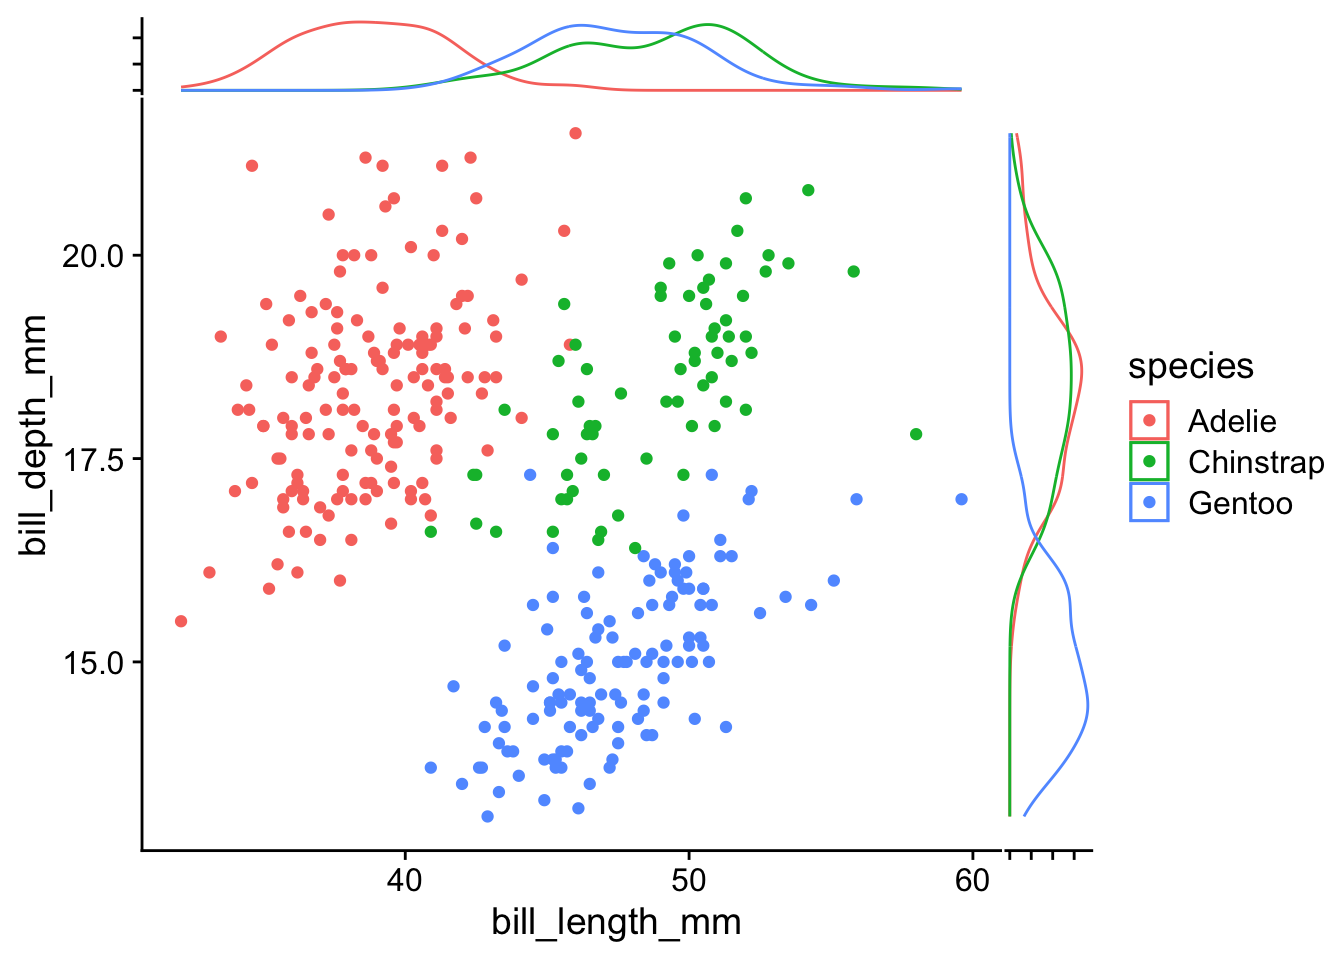 20.0
17.5
15.0
bill_depth_mm
40 50 60
bill_length_mm
species
Adelie
Chinstrap
Gentoo